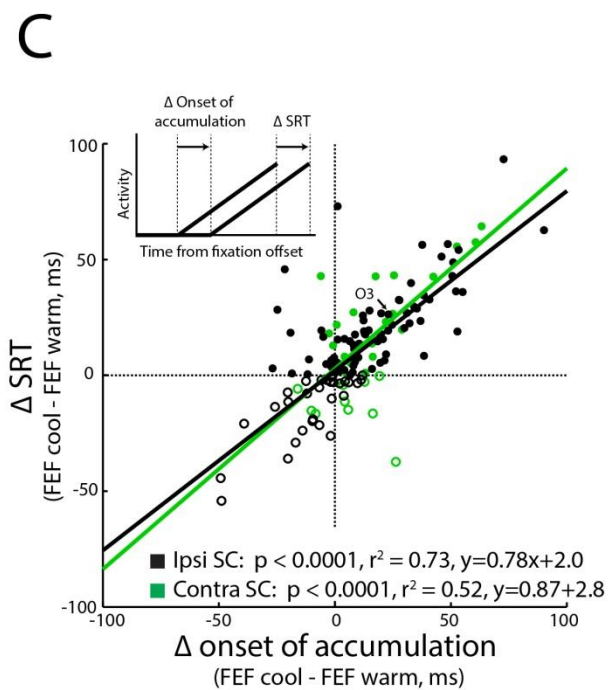 C
Δ Onset of
accumulation
Δ SRT
Activity
Time from fixation offset
100
50
0
-50
-100
Δ SRT
(FEF cool - FEF warm, ms)
O3
Ipsi SC: p < 0.0001, r² = 0.73, y=0.78x+2.0
Contra SC: p < 0.0001, r² = 0.52, y=0.87+2.8
-100
-50
0
50
100
Δ onset of accumulation
(FEF cool - FEF warm, ms)